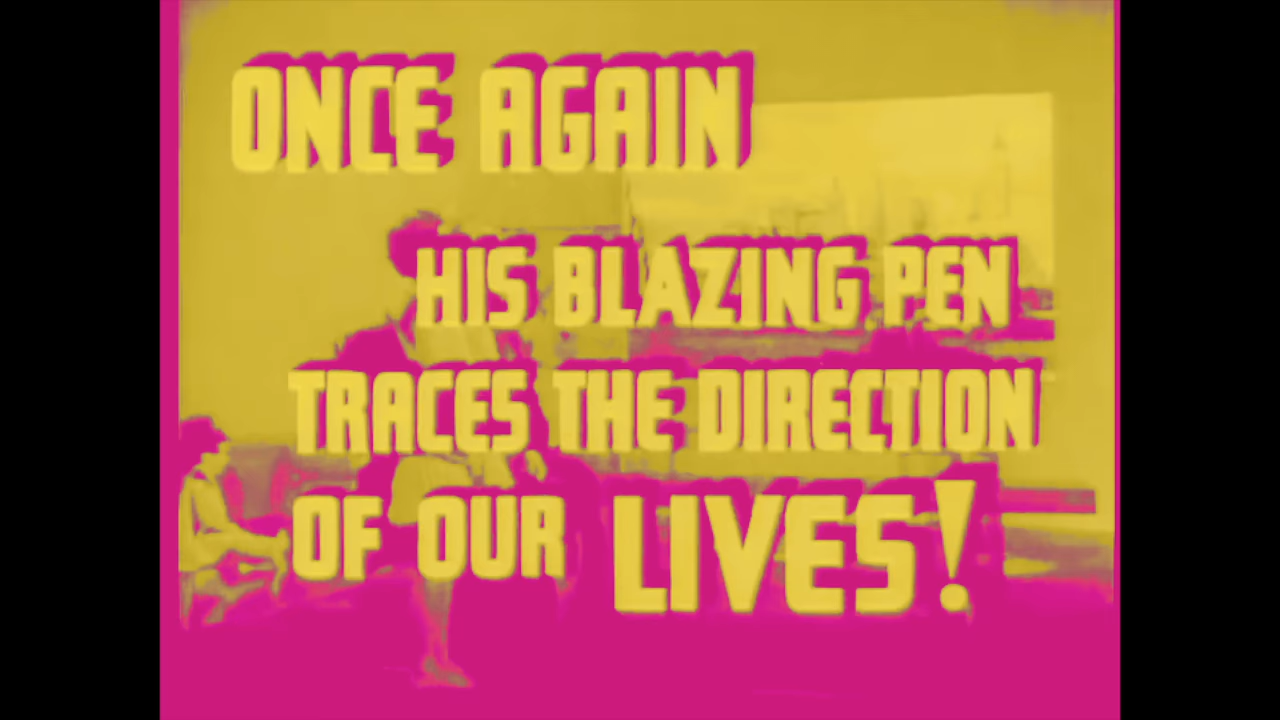 ONCE AGAIN
HIS BLAZING PEN
TRACES THE DIRECTION
OF OUR LIVES!